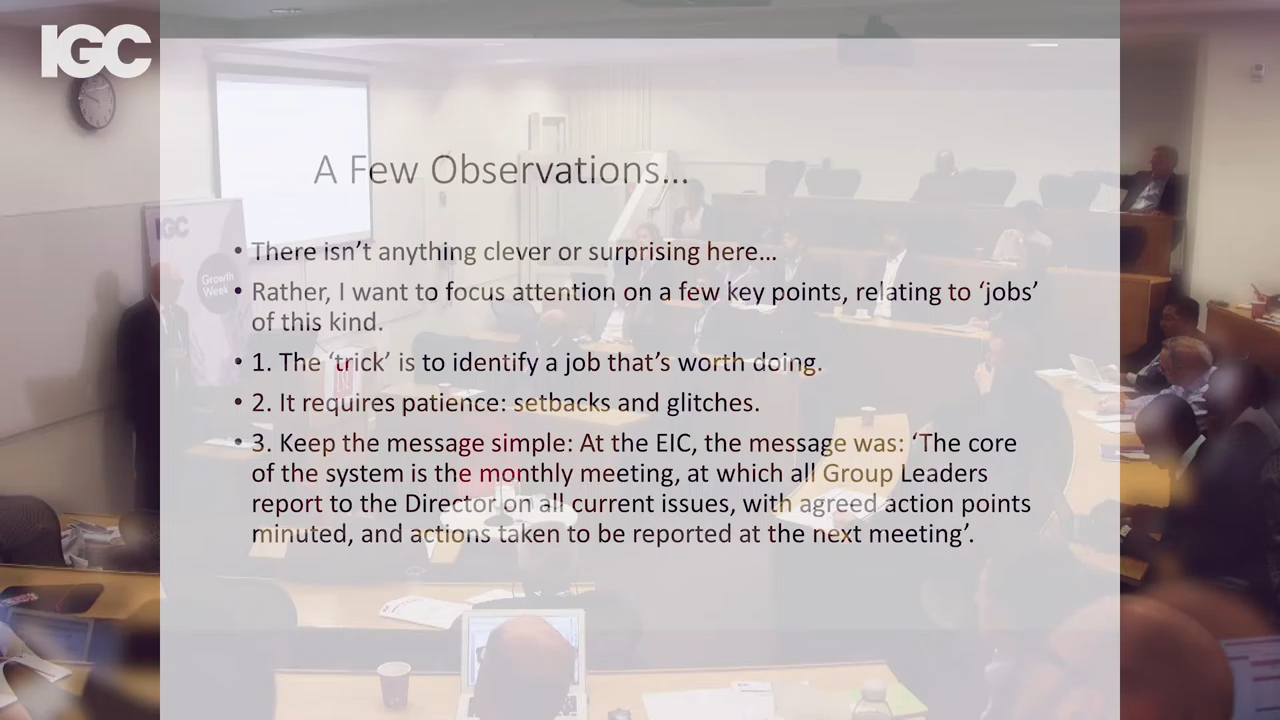 IGC
IGC
Growth
Week
A Few Observations...
• There isn't anything clever or surprising here...
• Rather, I want to focus attention on a few key points, relating to 'jobs'
of this kind.
• 1. The 'trick' is to identify a job that's worth doing.
• 2. It requires patience: setbacks and glitches.
• 3. Keep the message simple: At the EIC, the message was: 'The core
of the system is the monthly meeting, at which all Group Leaders
report to the Director on all current issues, with agreed action points
minuted, and actions taken to be reported at the next meeting'.